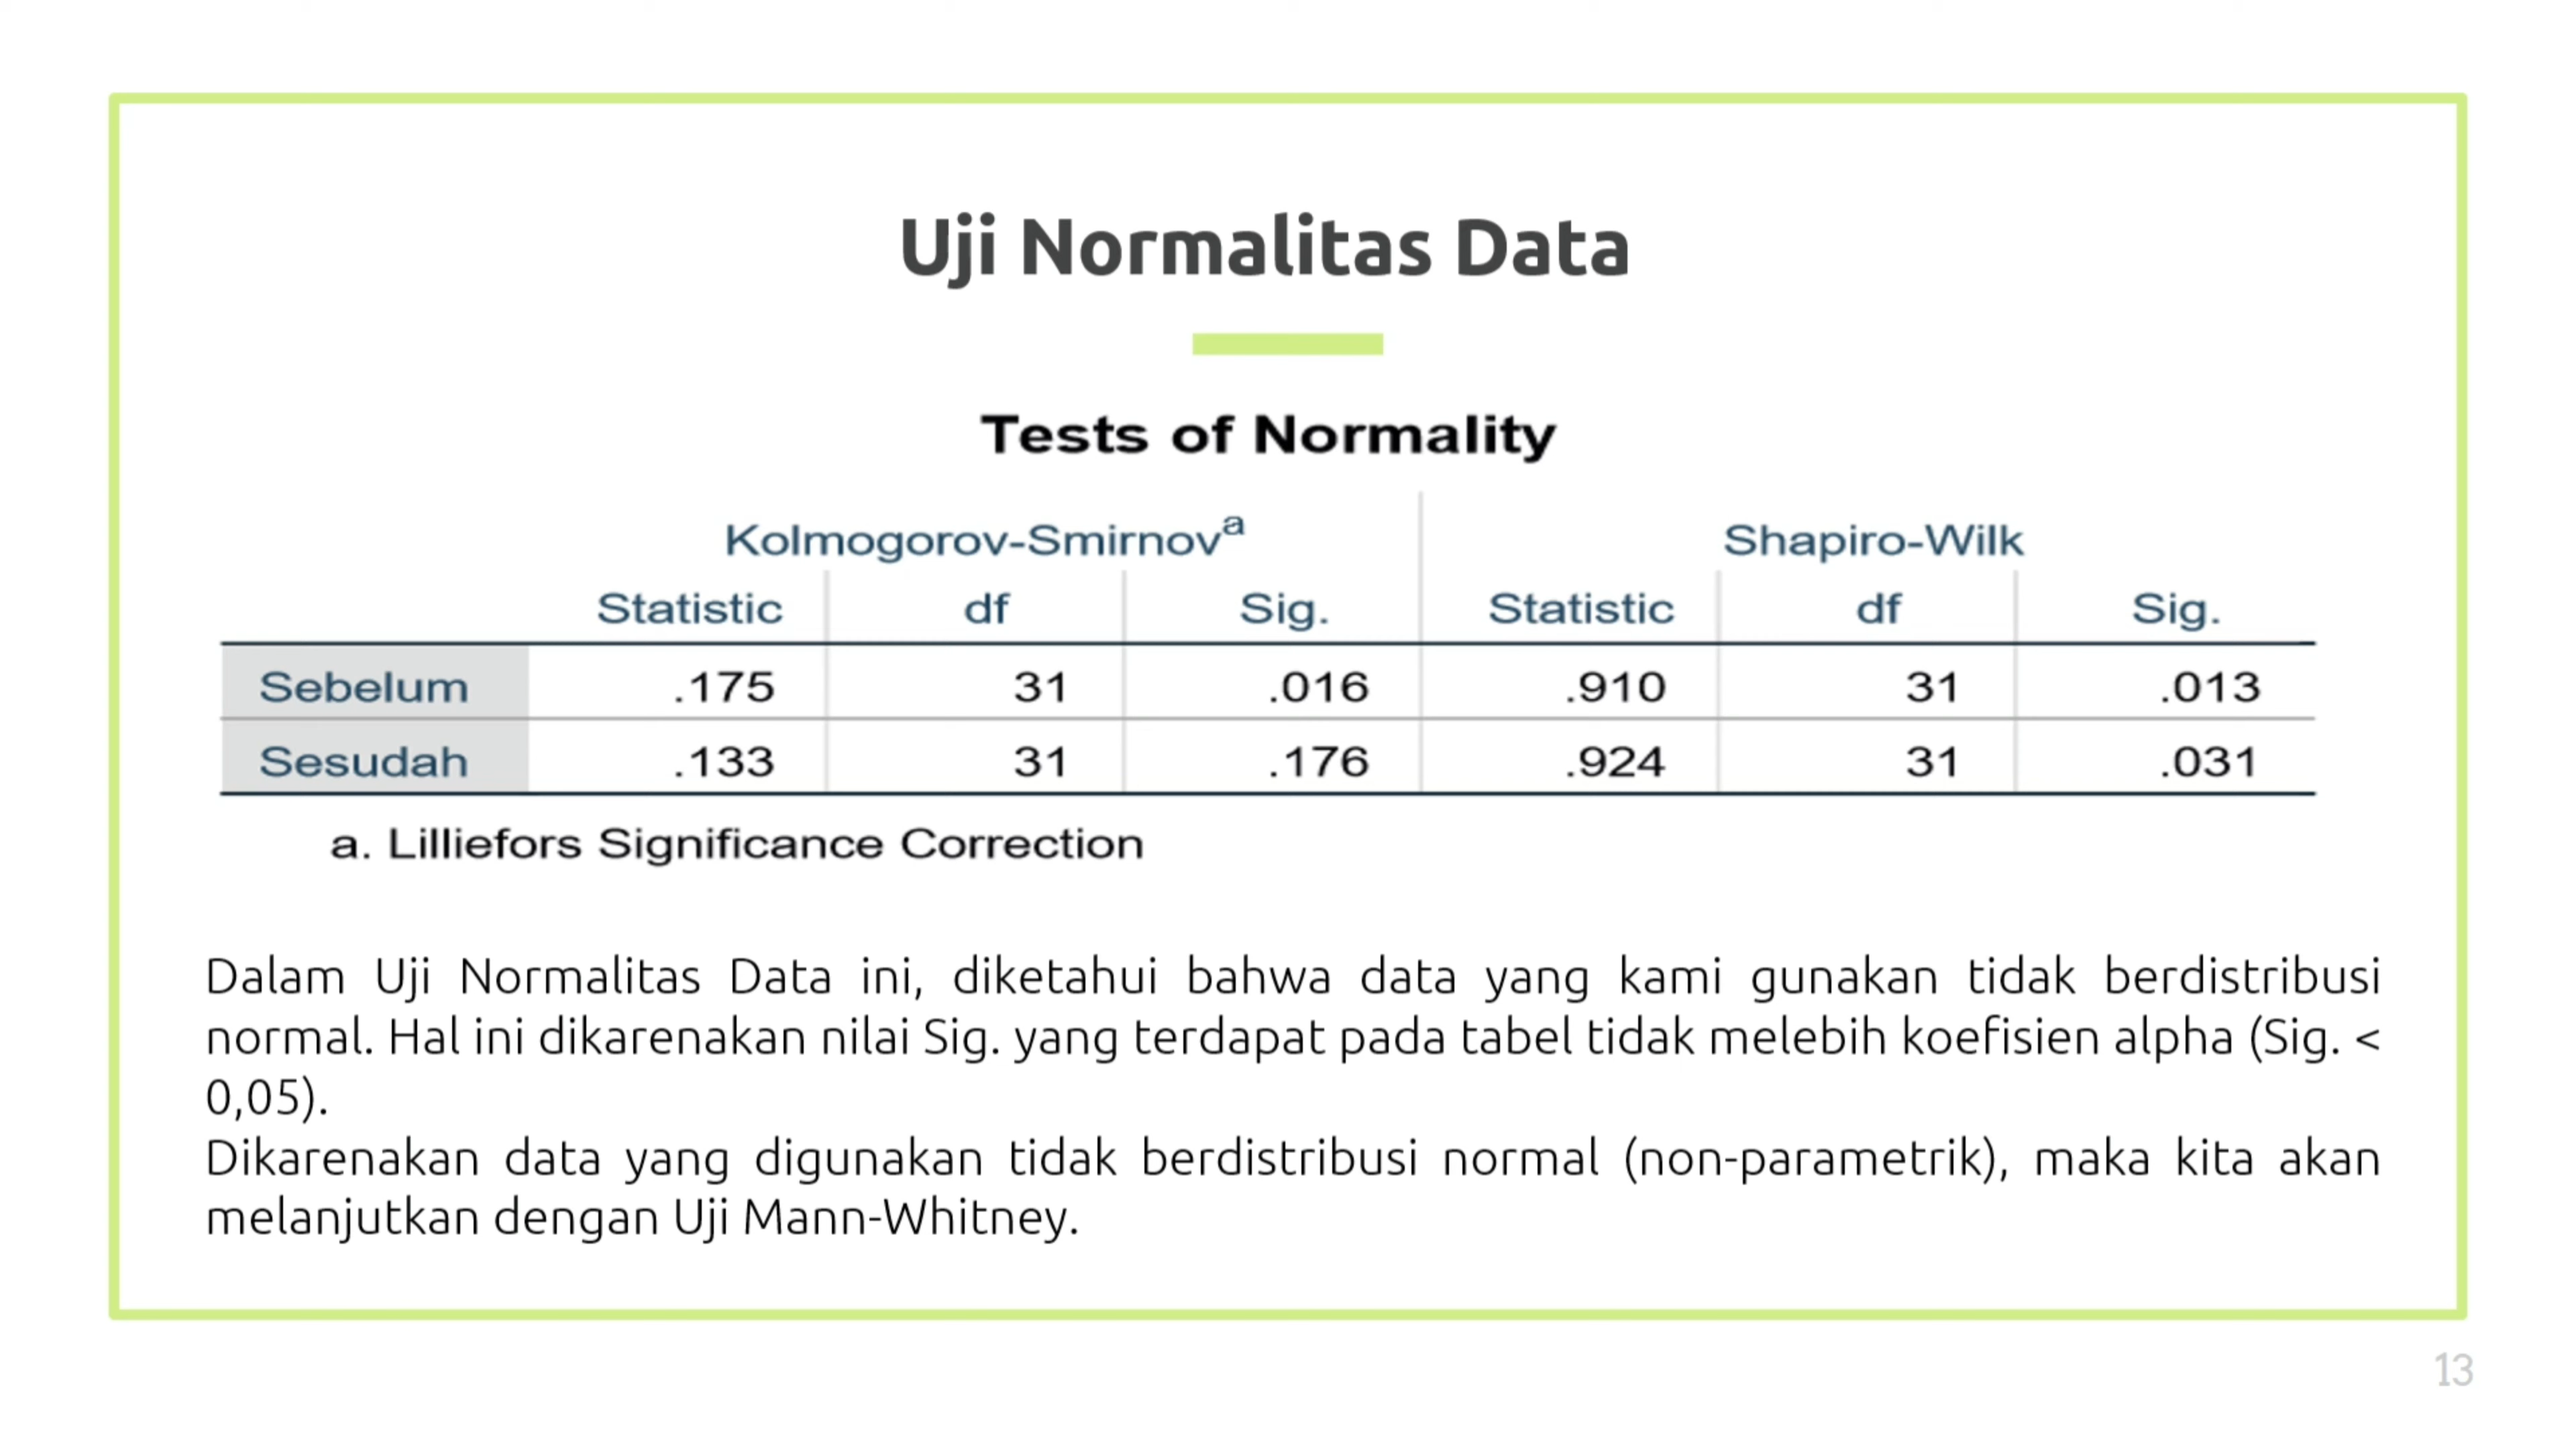 Uji Normalitas Data
Tests of Normality
Kolmogorov-Smirnovᵃ Shapiro-Wilk
Statistic df Sig. Statistic df Sig.
Sebelum .175 31 .016 .910 31 .013
Sesudah .133 31 .176 .924 31 .031
a. Lilliefors Significance Correction
Dalam Uji Normalitas Data ini, diketahui bahwa data yang kami gunakan tidak berdistribusi
normal. Hal ini dikarenakan nilai Sig. yang terdapat pada tabel tidak melebih koefisien alpha (Sig. <
0,05).
Dikarenakan data yang digunakan tidak berdistribusi normal (non-parametrik), maka kita akan
melanjutkan dengan Uji Mann-Whitney.
13